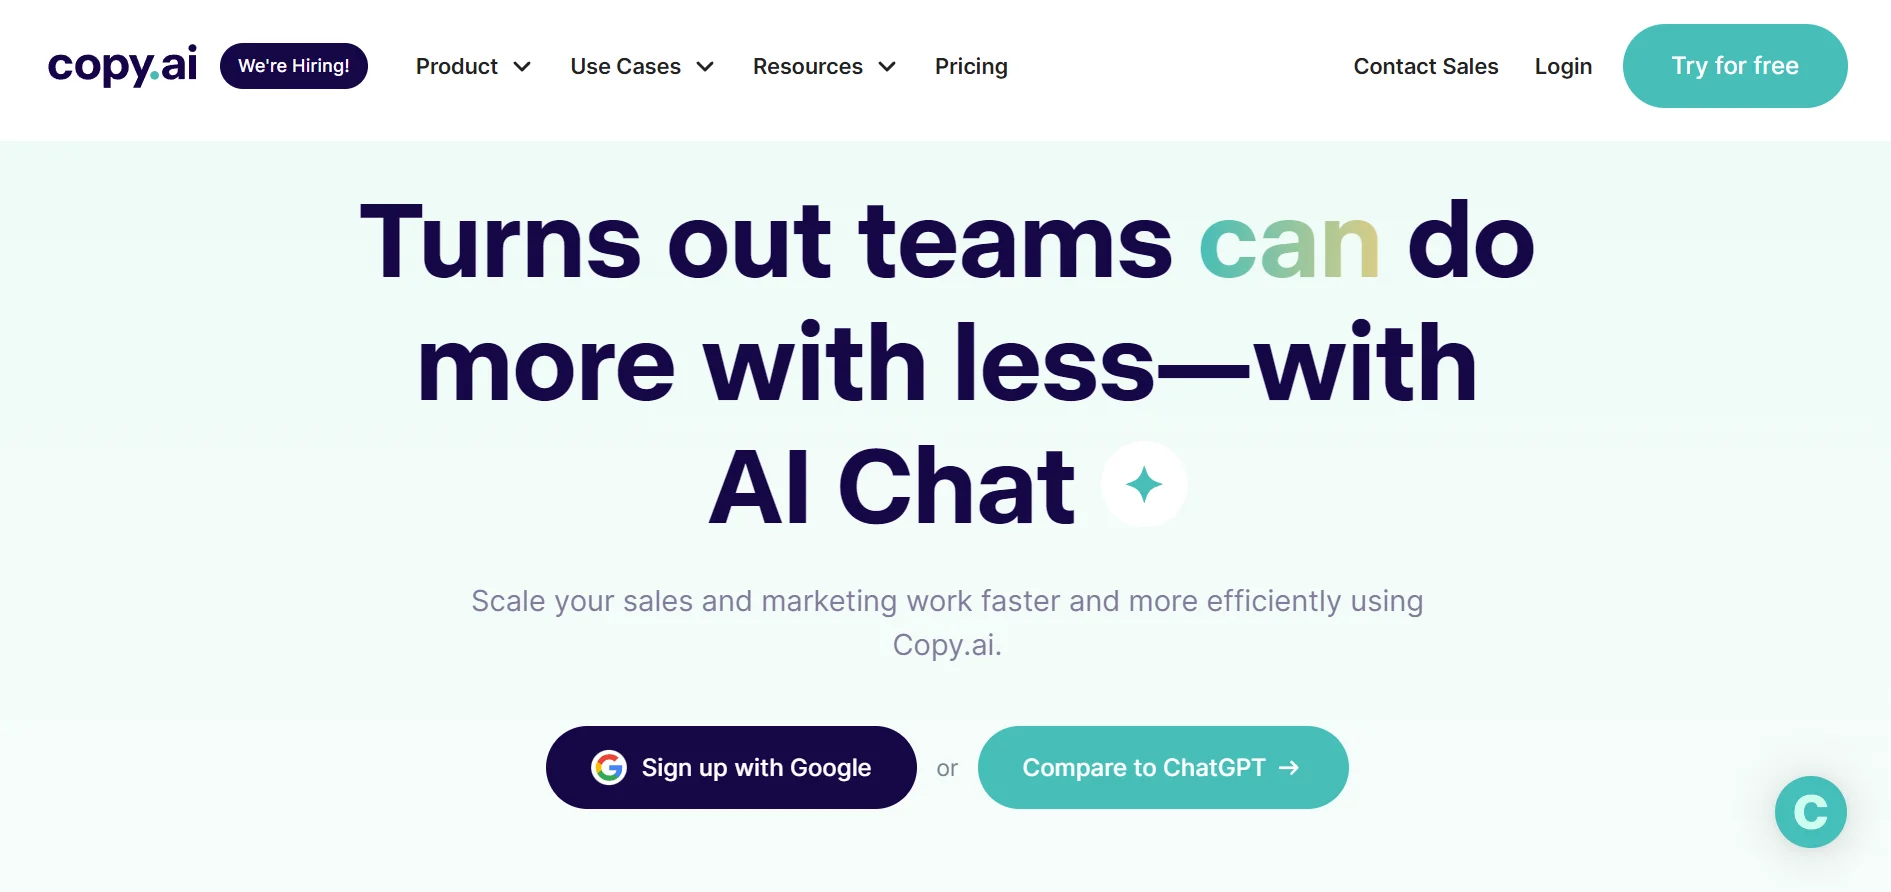 copy.ai We're Hiring! Product Use Cases Resources Pricing Contact Sales Login Try for free
Turns out teams can do
more with less—with
AI Chat
Scale your sales and marketing work faster and more efficiently using
Copy.ai.
Sign up with Google or Compare to ChatGPT →
C